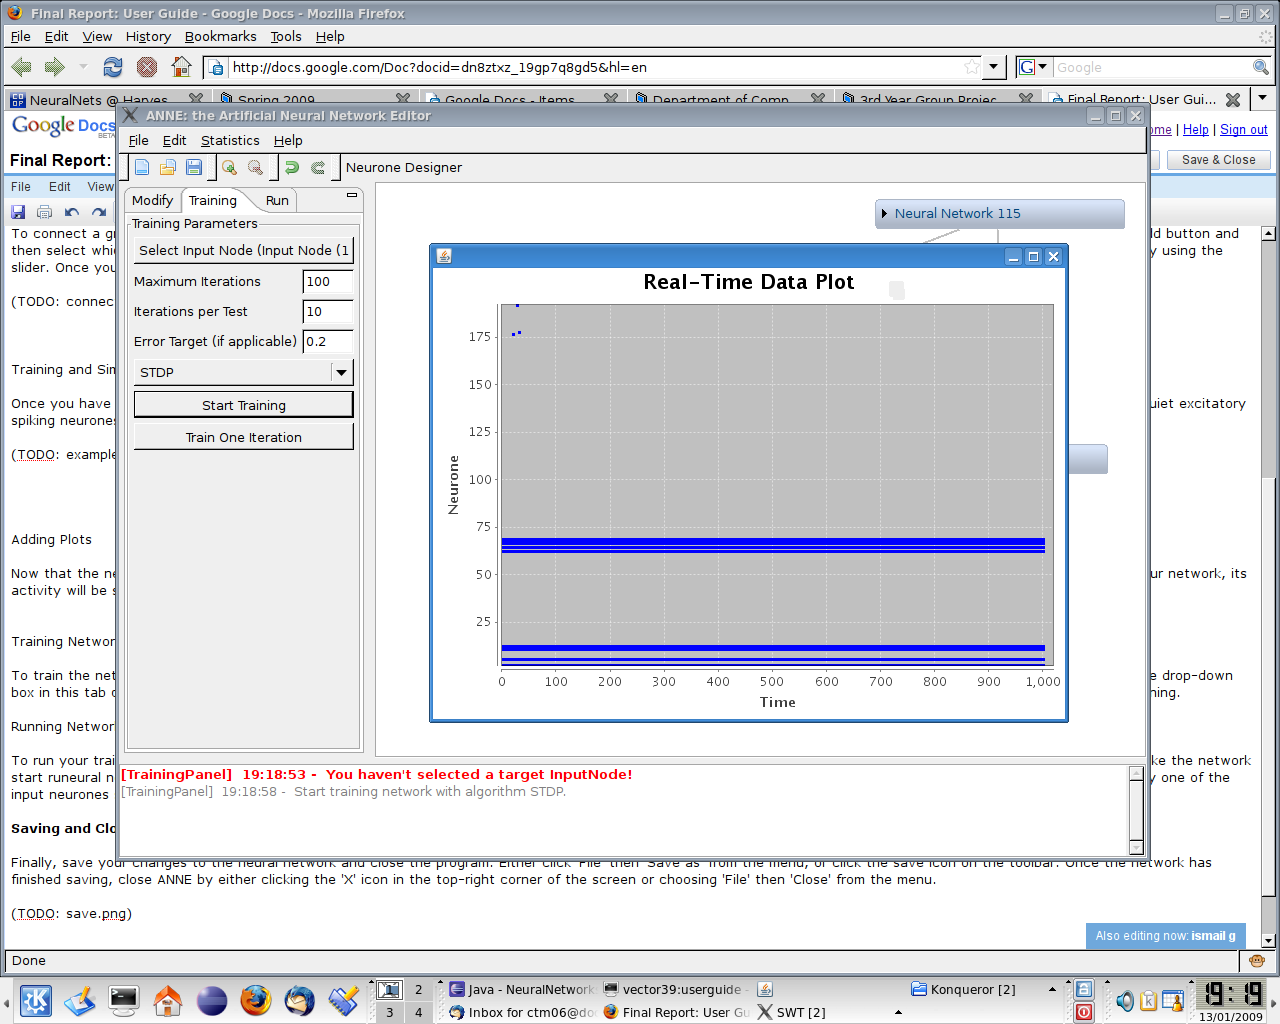 Final Report: User Guide - Google Docs - Mozilla Firefox
File Edit View History Bookmarks Tools Help
http://docs.google.com/Doc?docid=dn8ztxz_19gp7q8gd5&hl=en
Google
NeuralNets @ Harves
Spring 2009
Google Docs - Items
Department of Comp
3rd Year Group Projec
Final Report: User Gui...
Google Docs
BETA
ome | Help | Sign out
Final Report:
Save & Close
File Edit View
ANNE: the Artificial Neural Network Editor
File Edit Statistics Help
Neurone Designer
Modify Training Run
Training Parameters
Select Input Node (Input Node (1
Maximum Iterations 100
Iterations per Test 10
Error Target (if applicable) 0.2
STDP
Start Training
Train One Iteration
Neural Network 115
Real-Time Data Plot
Neurone
175
150
125
100
75
50
25
0 100 200 300 400 500 600 700 800 900 1,000
Time
[TrainingPanel] 19:18:53 - You haven't selected a target InputNode!
[TrainingPanel] 19:18:58 - Start training network with algorithm STDP.
To connect a g
d button and
then select whi
y using the
slider. Once you
(TODO: connec
Training and Sim
Once you have
uiet excitatory
spiking neurones
(TODO: example
Adding Plots
Now that the ne
ur network, its
activity will be s
Training Networ
To train the net
e drop-down
box in this tab o
ning.
Running Networ
To run your trai
ke the network
start runeural n
y one of the
input neurones
Saving and Clo
Finally, save your changes to the neural network and close the program. Either click 'File' then 'Save as' from the menu, or click the save icon on the toolbar. Once the network has
finished saving, close ANNE by either clicking the 'X' icon in the top-right corner of the screen or choosing 'File' then 'Close' from the menu.
(TODO: save.png)
Also editing now: ismail g
Done
2
3 4
Java - NeuralNetwork
vector39:userguide -
Konqueror [2]
Inbox for ctm06@do
Final Report: User Gu
SWT [2]
19:19
13/01/2009